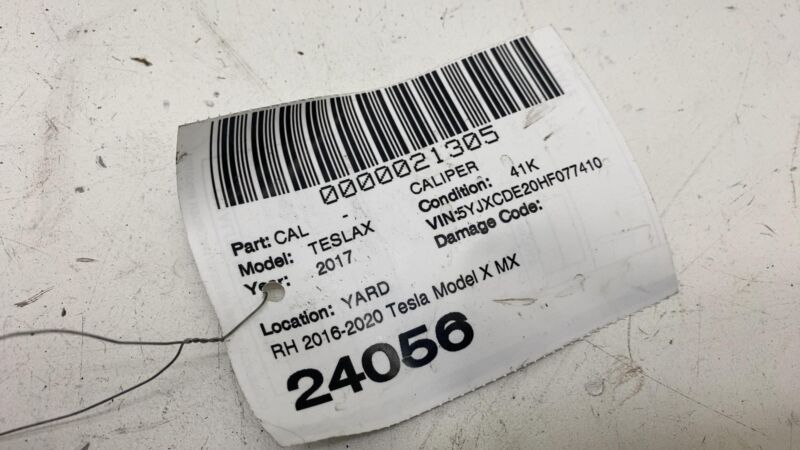 0000021305
Part: CAL - CALIPER
Model: TESLAX Condition: 41K
Year: 2017 VIN:5YJXCDE20HF077410
Damage Code:
Location: YARD
RH 2016-2020 Tesla Model X MX
24056